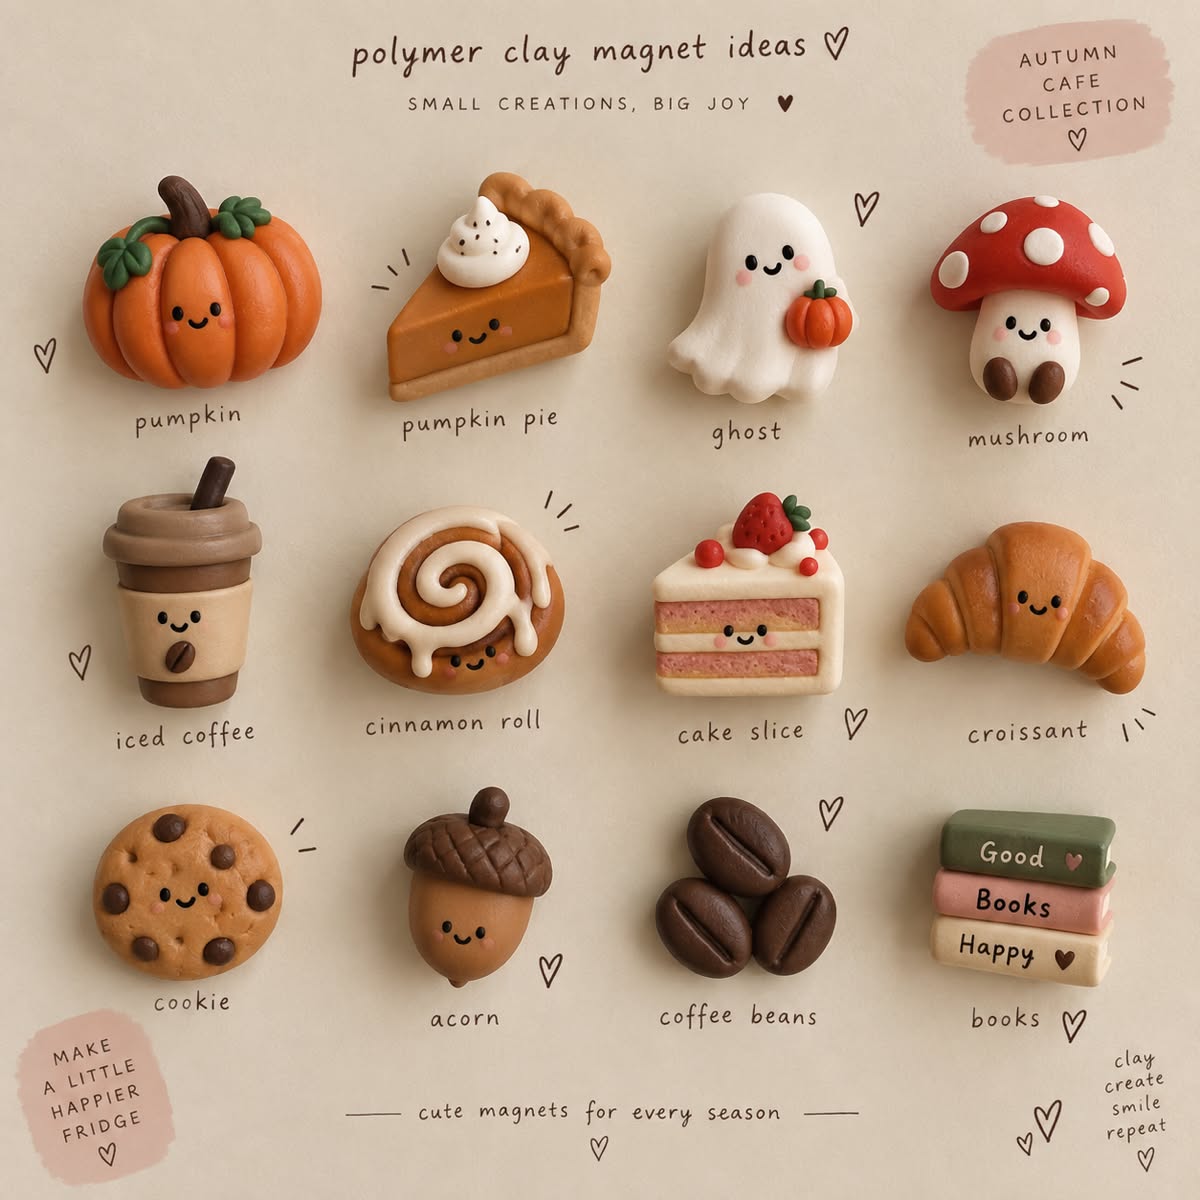 polymer clay magnet ideas
SMALL CREATIONS, BIG JOY
AUTUMN
CAFE
COLLECTION
pumpkin
pumpkin pie
ghost
mushroom
iced coffee
cinnamon roll
cake slice
croissant
Good
Books
Happy
cookie
acorn
coffee beans
books
MAKE
A LITTLE
HAPPIER
FRIDGE
cute magnets for every season
clay
create
smile
repeat